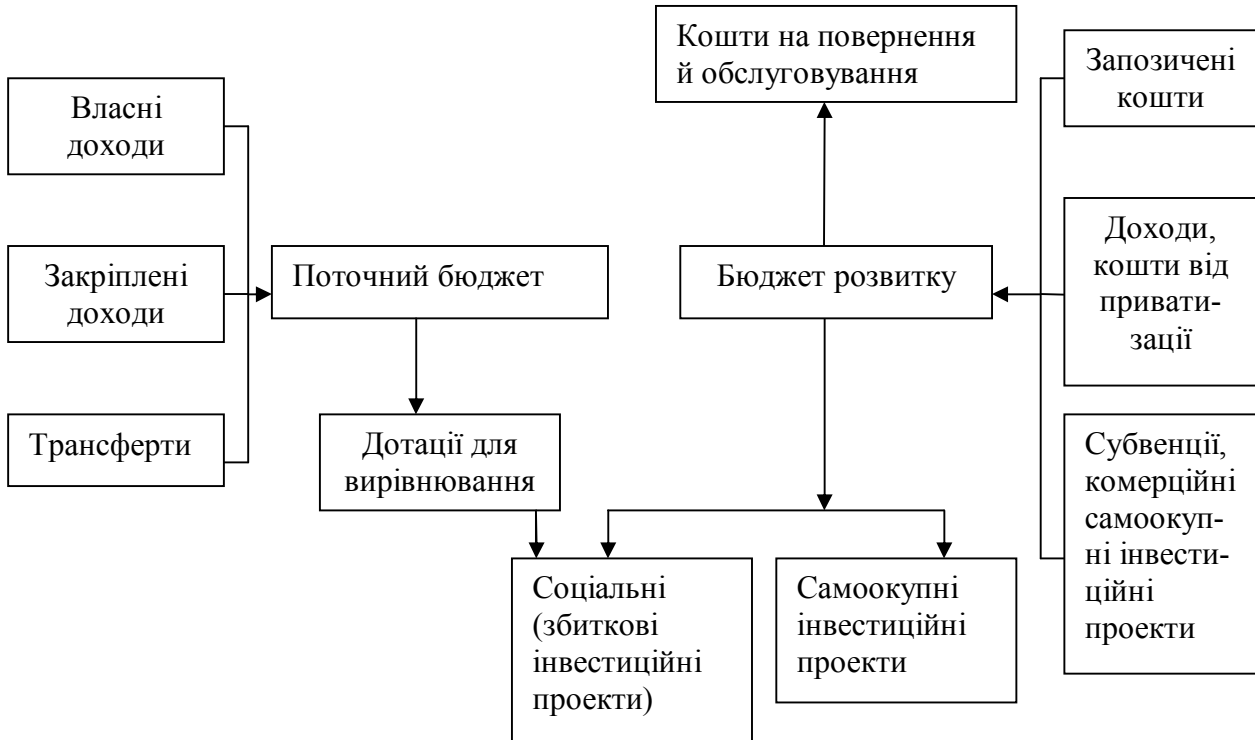 Кошти на повернення
й обслуговування
Запозичені
кошти
Власні
доходи
Закріплені
доходи
Поточний бюджет
Бюджет розвитку
Доходи,
кошти від
привати-
зації
Трансферти
Дотації для
вирівнювання
Субвенції,
комерційні
самоокуп-
ні інвести-
ційні
проекти
Соціальні
(збиткові
інвестиційні
проекти)
Самоокупні
інвестиційні
проекти